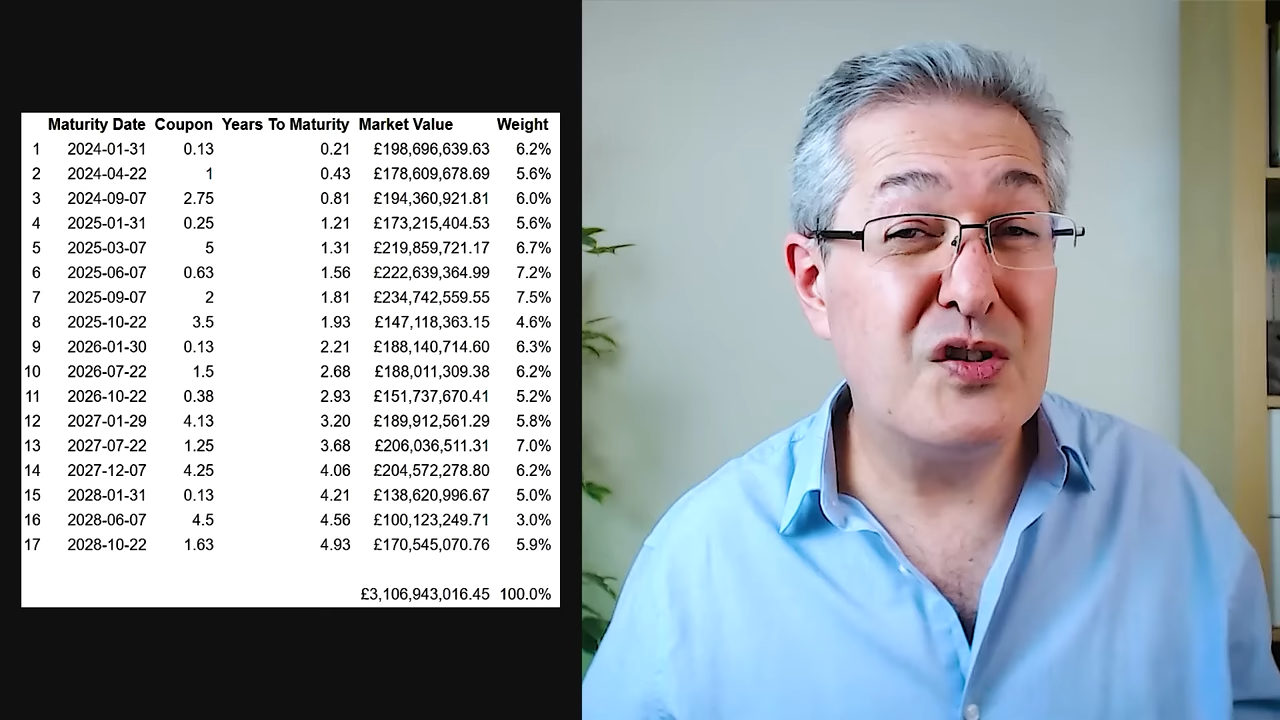 Maturity Date Coupon Years To Maturity Market Value Weight
1 2024-01-31 0.13 0.21 £198,696,639.63 6.2%
2 2024-04-22 1 0.43 £178,609,678.69 5.6%
3 2024-09-07 2.75 0.81 £194,360,921.81 6.0%
4 2025-01-31 0.25 1.21 £173,215,404.53 5.6%
5 2025-03-07 5 1.31 £219,859,721.17 6.7%
6 2025-06-07 0.63 1.56 £222,639,364.99 7.2%
7 2025-09-07 2 1.81 £234,742,559.55 7.5%
8 2025-10-22 3.5 1.93 £147,118,363.15 4.6%
9 2026-01-30 0.13 2.21 £188,140,714.60 6.3%
10 2026-07-22 1.5 2.68 £188,011,309.38 6.2%
11 2026-10-22 0.38 2.93 £151,737,670.41 5.2%
12 2027-01-29 4.13 3.20 £189,912,561.29 5.8%
13 2027-07-22 1.25 3.68 £206,036,511.31 7.0%
14 2027-12-07 4.25 4.06 £204,572,278.80 6.2%
15 2028-01-31 0.13 4.21 £138,620,996.67 5.0%
16 2028-06-07 4.5 4.56 £100,123,249.71 3.0%
17 2028-10-22 1.63 4.93 £170,545,070.76 5.9%
£3,106,943,016.45 100.0%